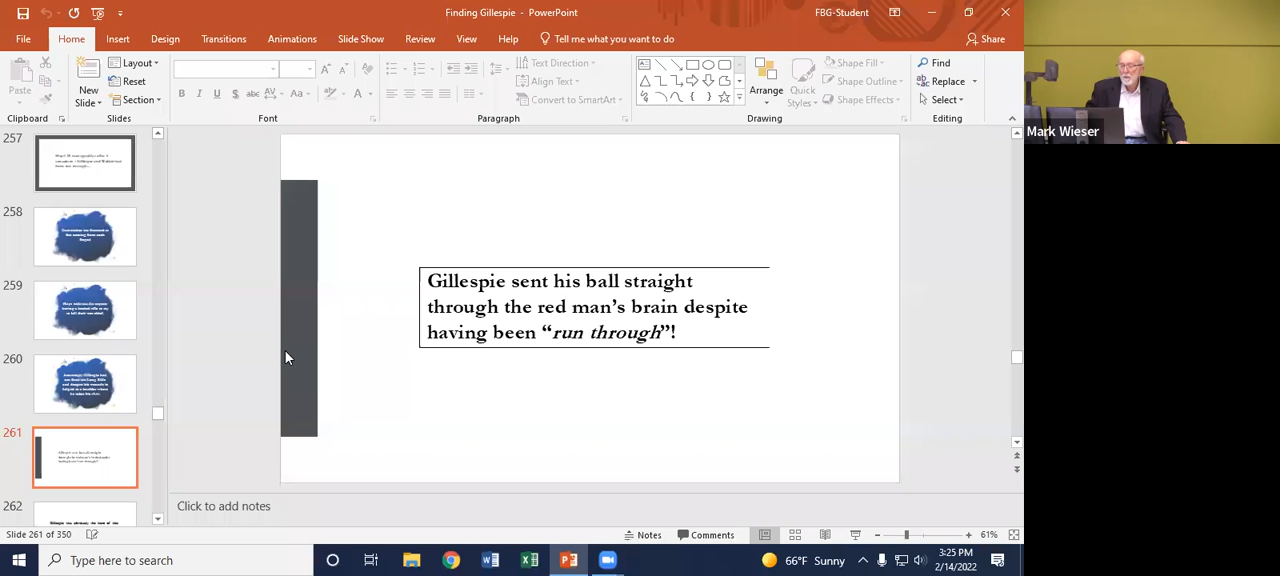 Finding Gillespie - PowerPoint
FBG-Student
File Home Insert Design Transitions Animations Slide Show Review View Help Tell me what you want to do Share
Paste
Clipboard
New Slide
Layout
Reset
Section
Slides
B I U S abc AV Aa A
Font
Text Direction
Align Text
Convert to SmartArt
Paragraph
Arrange
Quick Styles
Shape Fill
Shape Outline
Shape Effects
Drawing
Find
Replace
Select
Editing
257
258
259
260
261
262
Gillespie sent his ball straight
through the red man’s brain despite
having been “run through”!
Click to add notes
Slide 261 of 350
Notes
Comments
61%
Type here to search
66°F Sunny
3:25 PM
2/14/2022
Mark Wieser